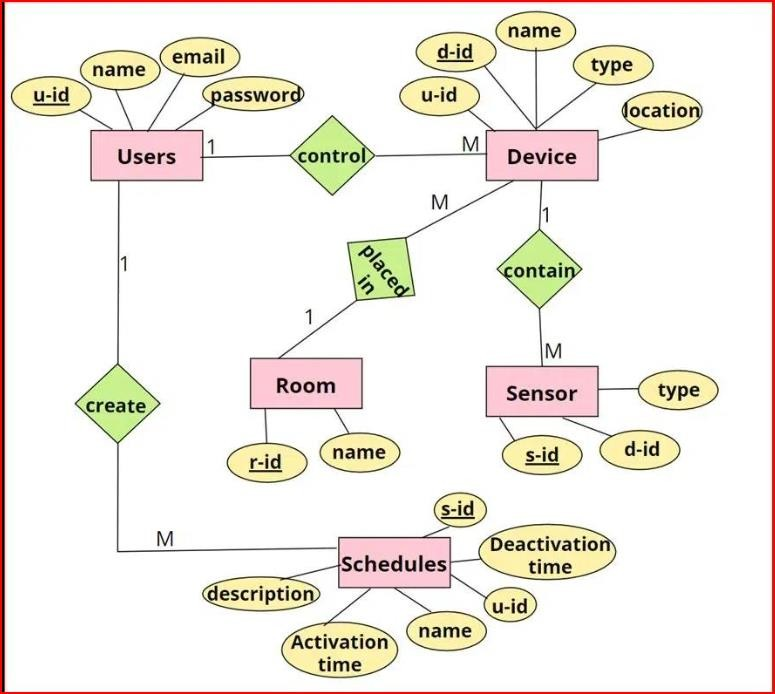 name
email
name
d-id
type
u-id
password
u-id
location
Users
1
control
M
Device
M
1
1
placed
in
contain
1
M
Room
Sensor
type
create
r-id
name
s-id
d-id
s-id
M
Deactivation
time
Schedules
description
u-id
name
Activation
time